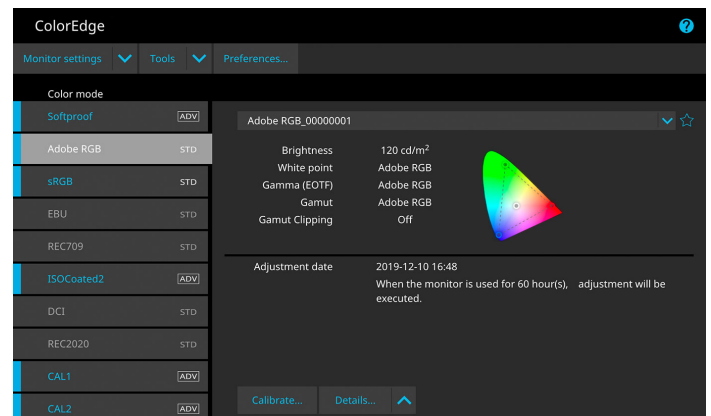 ColorEdge
Monitor settings Tools Preferences...
Color mode
Softproof ADV
Adobe RGB STD
sRGB STD
EBU STD
REC709 STD
ISOCoated2 ADV
DCI STD
REC2020 STD
CAL1 ADV
CAL2 ADV
Adobe RGB_00000001
Brightness 120 cd/m²
White point Adobe RGB
Gamma (EOTF) Adobe RGB
Gamut Adobe RGB
Gamut Clipping Off
Adjustment date 2019-12-10 16:48
When the monitor is used for 60 hour(s), adjustment will be
executed.
Calibrate... Details...